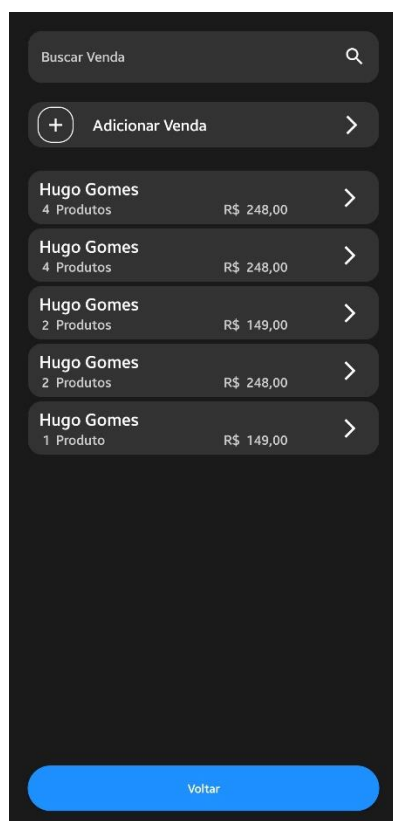 Buscar Venda
Adicionar Venda
Hugo Gomes
4 Produtos R$ 248,00
Hugo Gomes
4 Produtos R$ 248,00
Hugo Gomes
2 Produtos R$ 149,00
Hugo Gomes
2 Produtos R$ 248,00
Hugo Gomes
1 Produto R$ 149,00
Voltar